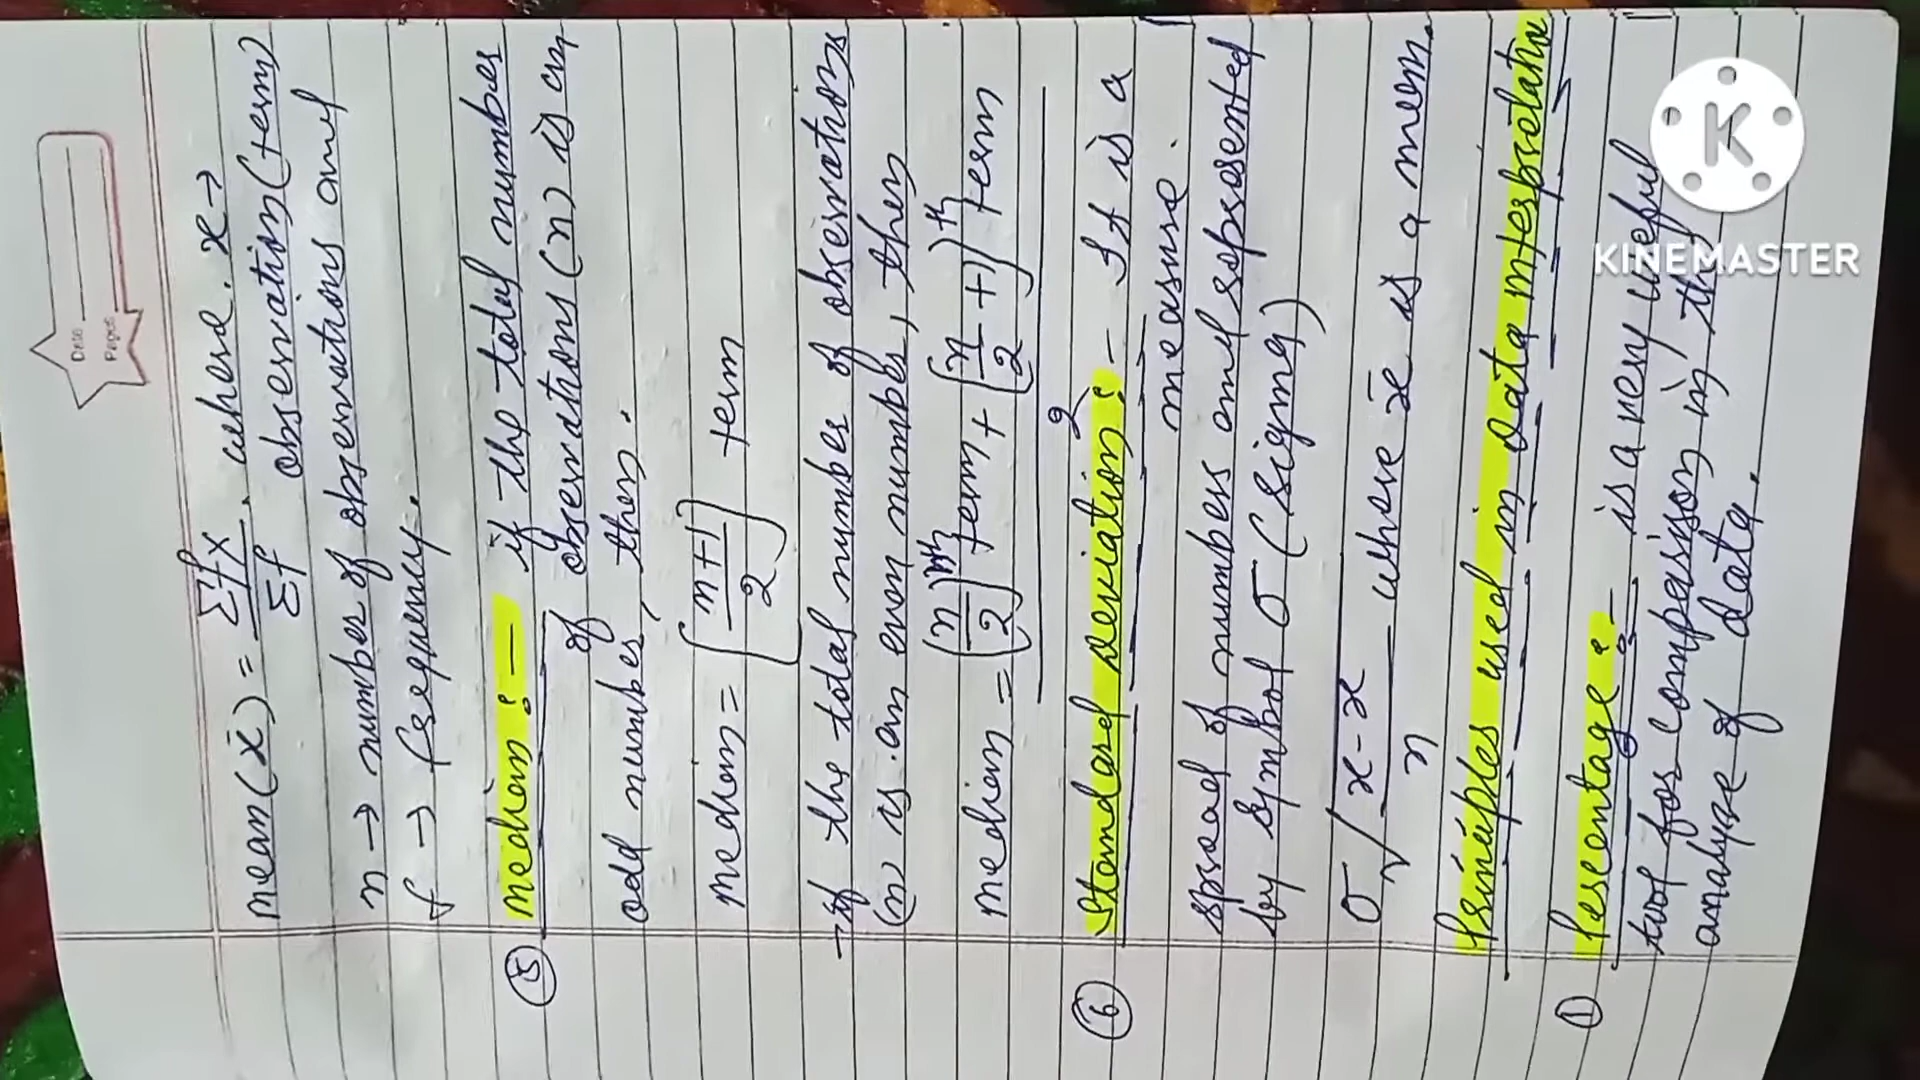 Date
Pages
mean (x̄) = Σfx / Σf , where. x →
observation (term)
n → number of observations and
f → frequency.
⑤ median :— if the total numbers
of observations (n) is an
odd number, then.
median = [n+1 / 2] term
→ if the total number of observations
(n) is an even number, then
median = (n/2)th term + (n/2 + 1)th term
2
⑥ Standard deviation :- It is a
measure.
spread of numbers and represented
by symbol σ (sigma)
σ √ x-x / n where x̄ is a mean.
Principles used in data interpretation
① Percentage :- is a very useful
tool for comparison in the
analyse of data.
K
KINEMASTER